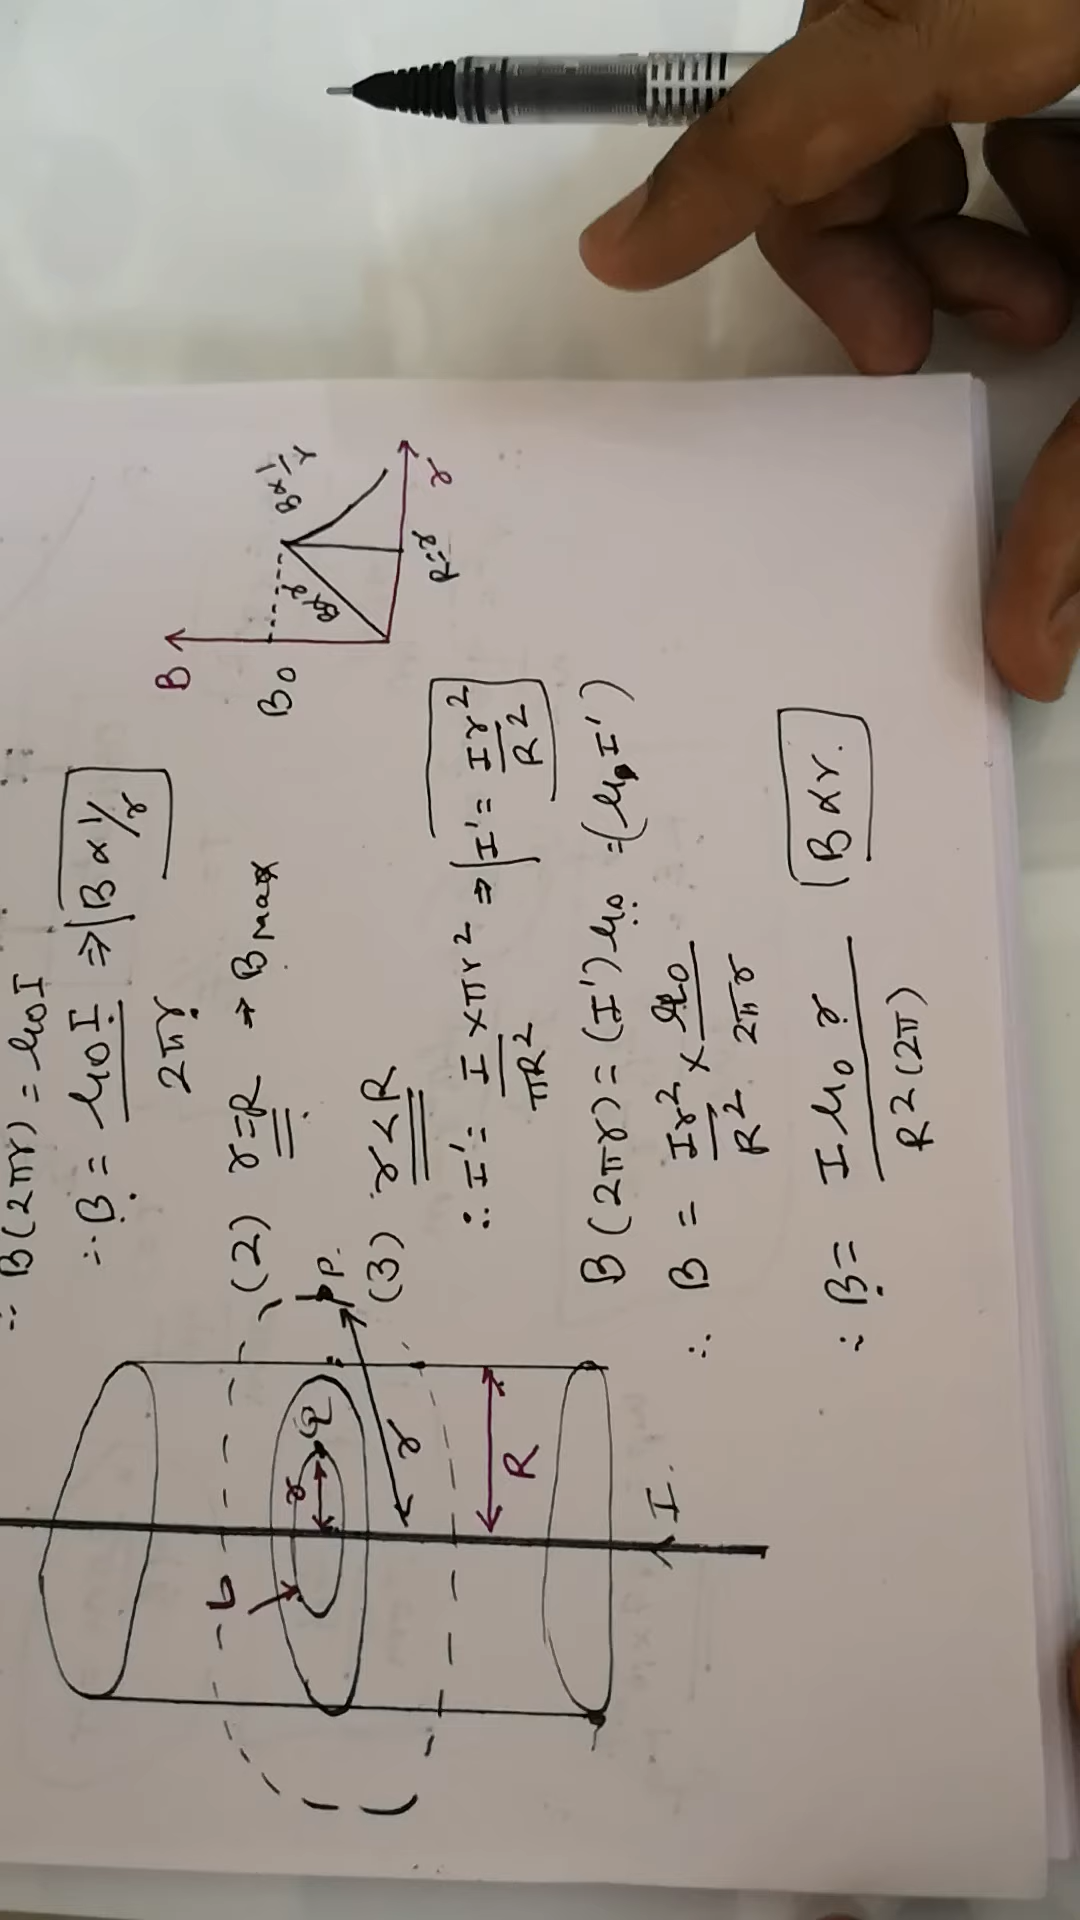 ∴ B(2πr) = μ0I
∴ B = μ0I / 2πr ⇒ B ∝ 1/r
(2) r=R → Bmax
(3) r<R
∴ I' = I / πR² × πr² ⇒ I' = Ir² / R²
B(2πr) = (I')μ0 = (μ0I')
∴ B = Ir² / R² × μ0 / 2πr
∴ B = Iμ0r / R²(2π) B ∝ r.
B
B0
B∝r
B∝1/r
R=r
r
b
r
Q
P.
r
R
I.